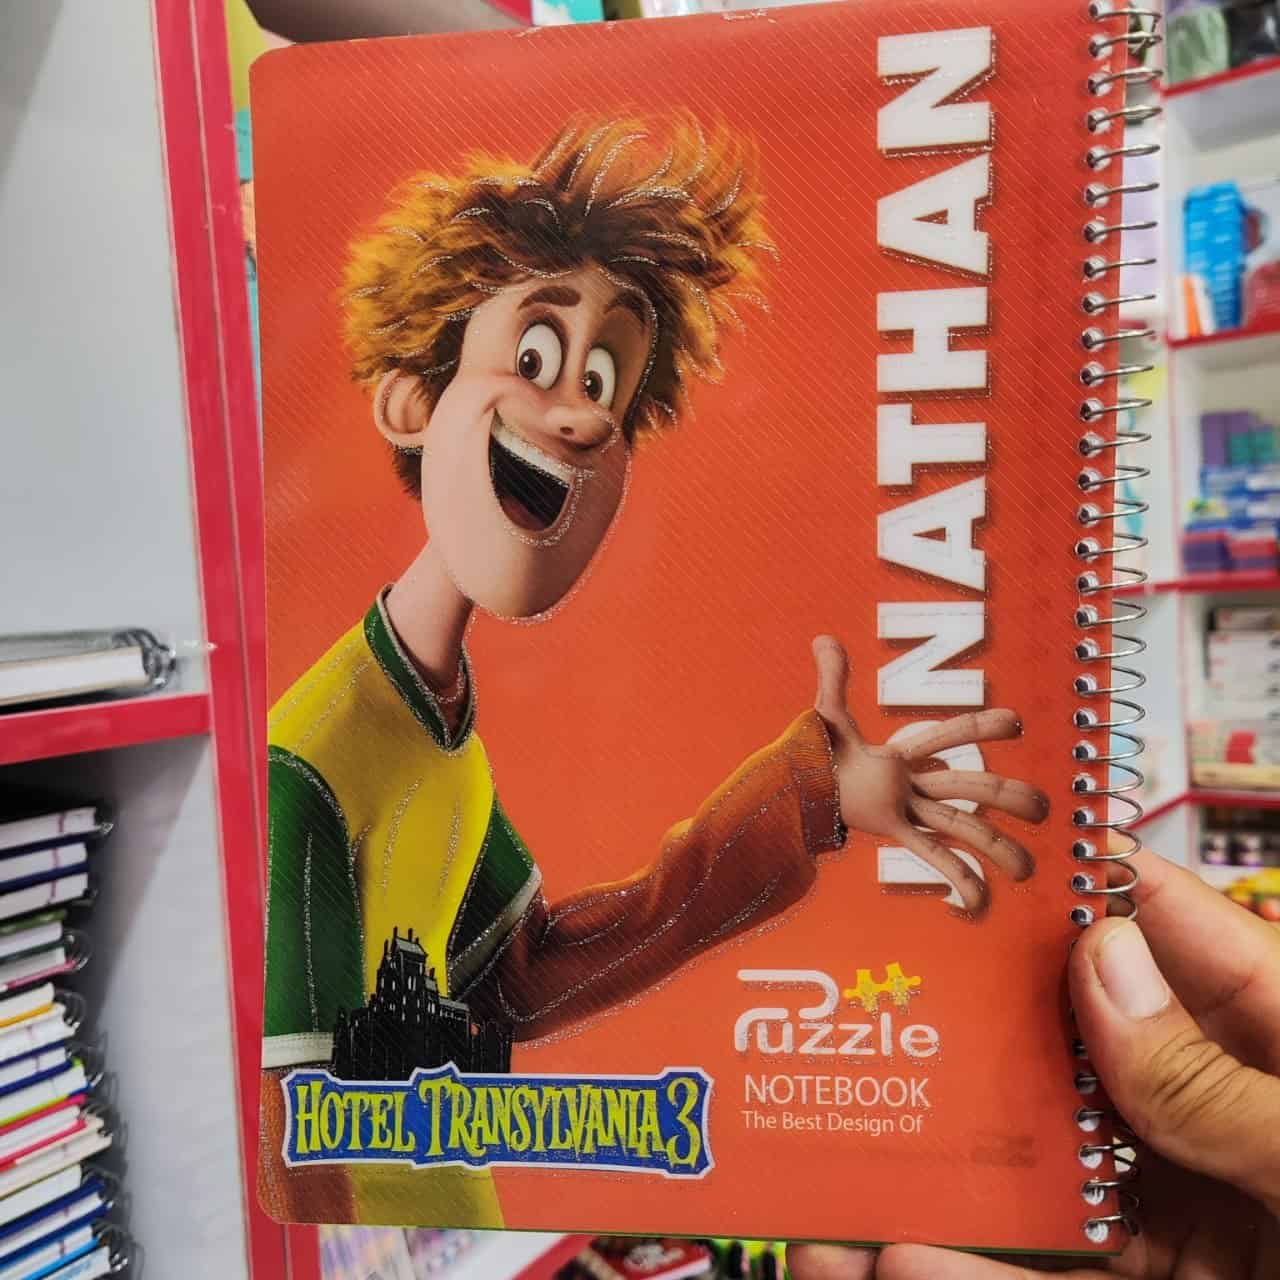 JONATHAN
Puzzle
NOTEBOOK
The Best Design Of
HOTEL TRANSYLVANIA 3